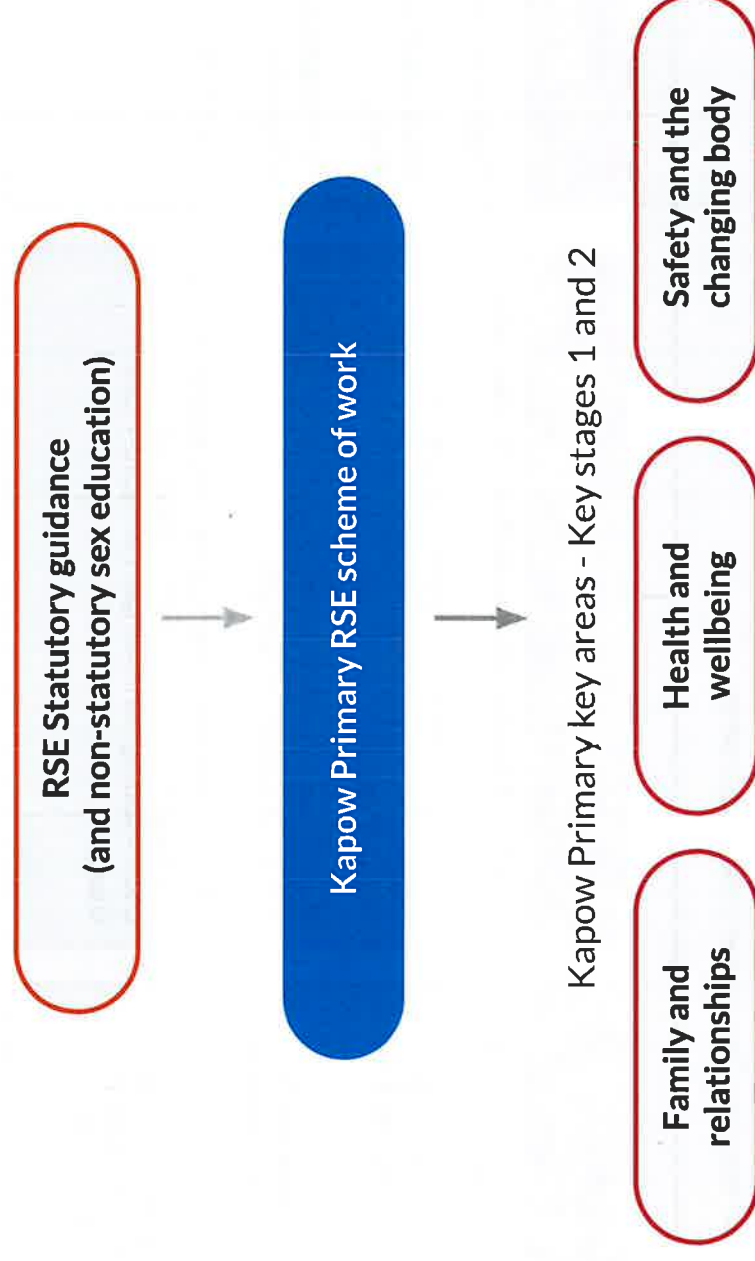 RSE Statutory guidance
(and non-statutory sex education)
Kapow Primary RSE scheme of work
Kapow Primary key areas - Key stages 1 and 2
Family and
relationships
Health and
wellbeing
Safety and the
changing body